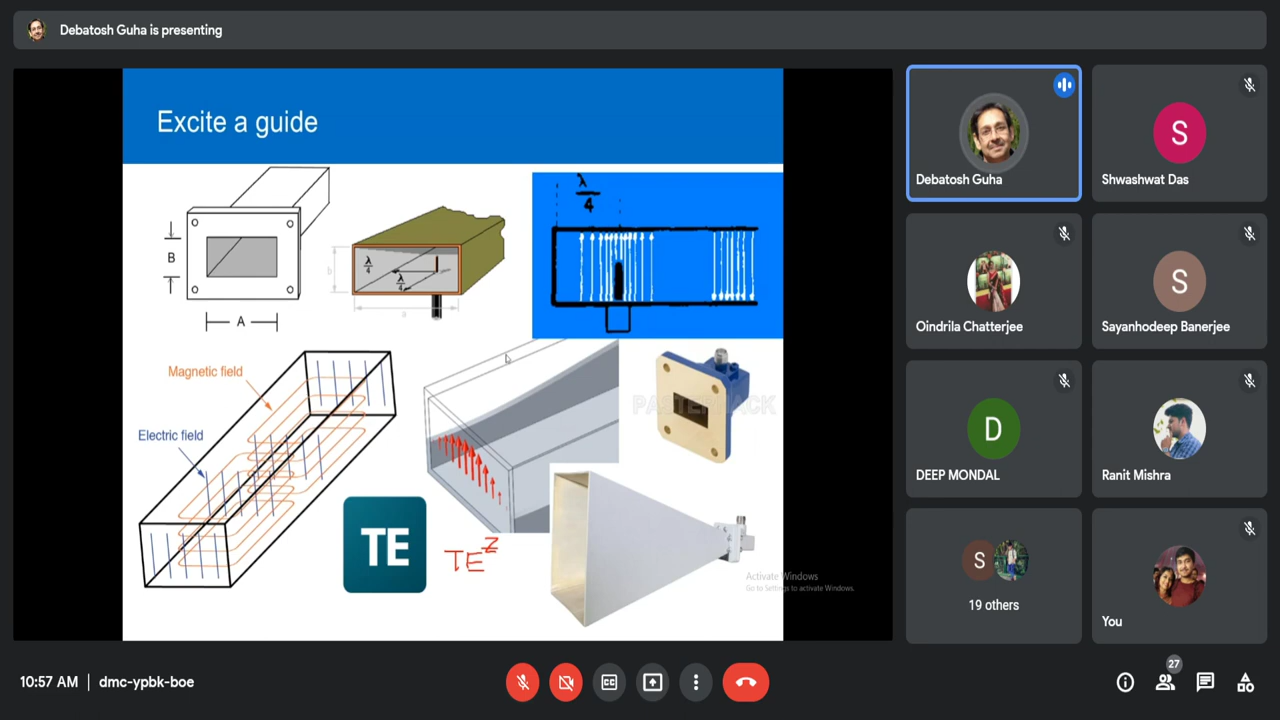 Debatosh Guha is presenting
Excite a guide
B
A
λ/4
λ/4
a
λ/4
Magnetic field
Electric field
PASTERNACK
TE
TE^Z
Activate Windows
Go to Settings to activate Windows.
Debatosh Guha
S
Shwashwat Das
Oindrila Chatterjee
S
Sayanhodeep Banerjee
D
DEEP MONDAL
Ranit Mishra
S
19 others
You
10:57 AM | dmc-ypbk-boe
CC
27